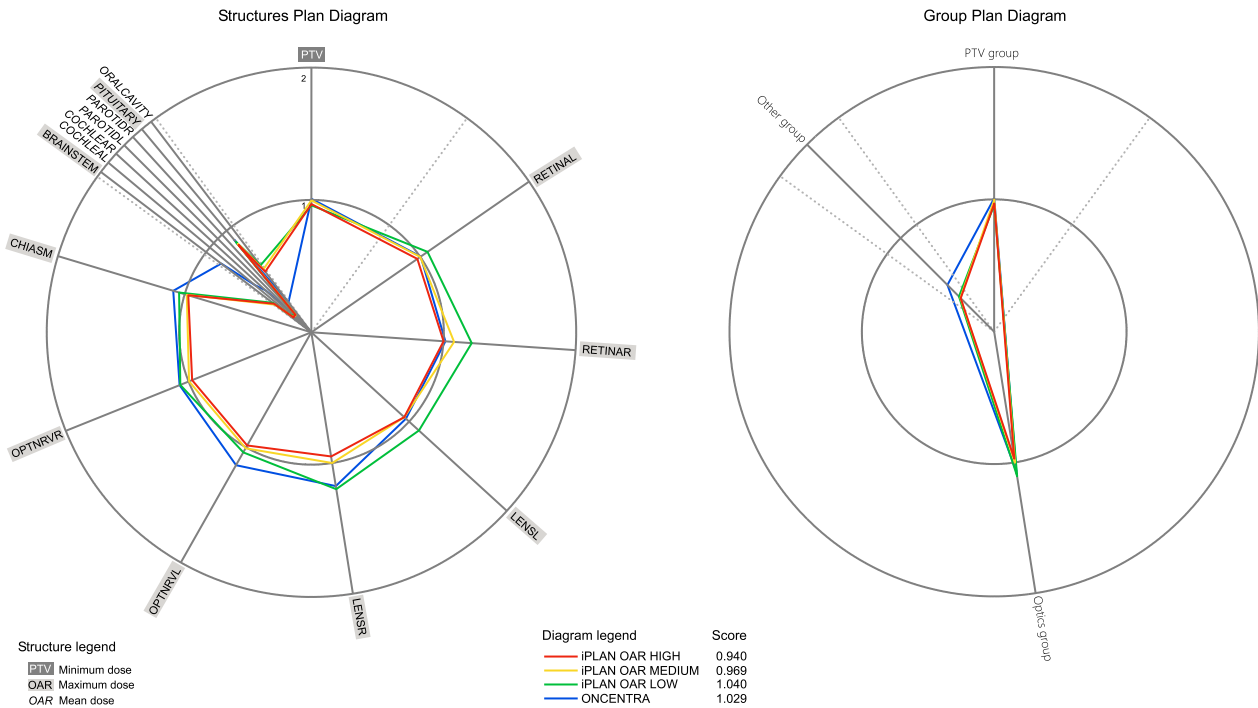 Structures Plan Diagram
Group Plan Diagram
PTV
2
1
ORALCAVITY
PITUITARY
PAROTIDR
PAROTIDL
COCHLEAR
COCHLEAL
BRAINSTEM
CHIASM
OPTNRVR
OPTNRVL
LENSR
LENSL
RETINAR
RETINAL
PTV group
Other group
Optics group
Structure legend
PTV Minimum dose
OAR Maximum dose
OAR Mean dose
Diagram legend Score
iPLAN OAR HIGH 0.940
iPLAN OAR MEDIUM 0.969
iPLAN OAR LOW 1.040
ONCENTRA 1.029